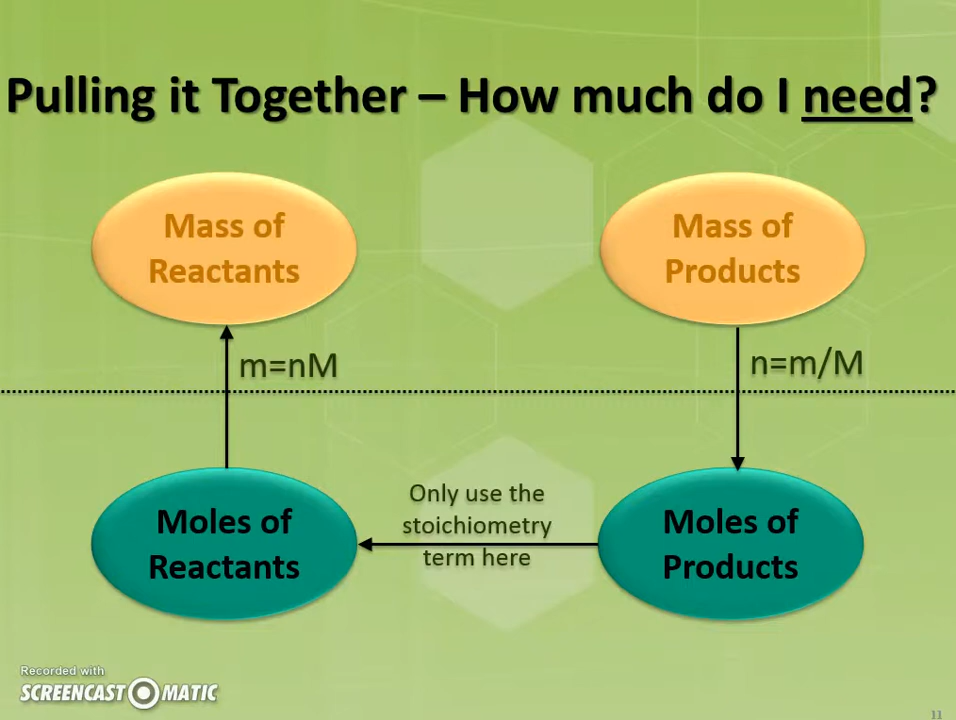 Pulling it Together – How much do I need?
Mass of
Reactants
Mass of
Products
m=nM
n=m/M
Moles of
Reactants
Only use the
stoichiometry
term here
Moles of
Products
Recorded with
SCREENCAST MATIC
11